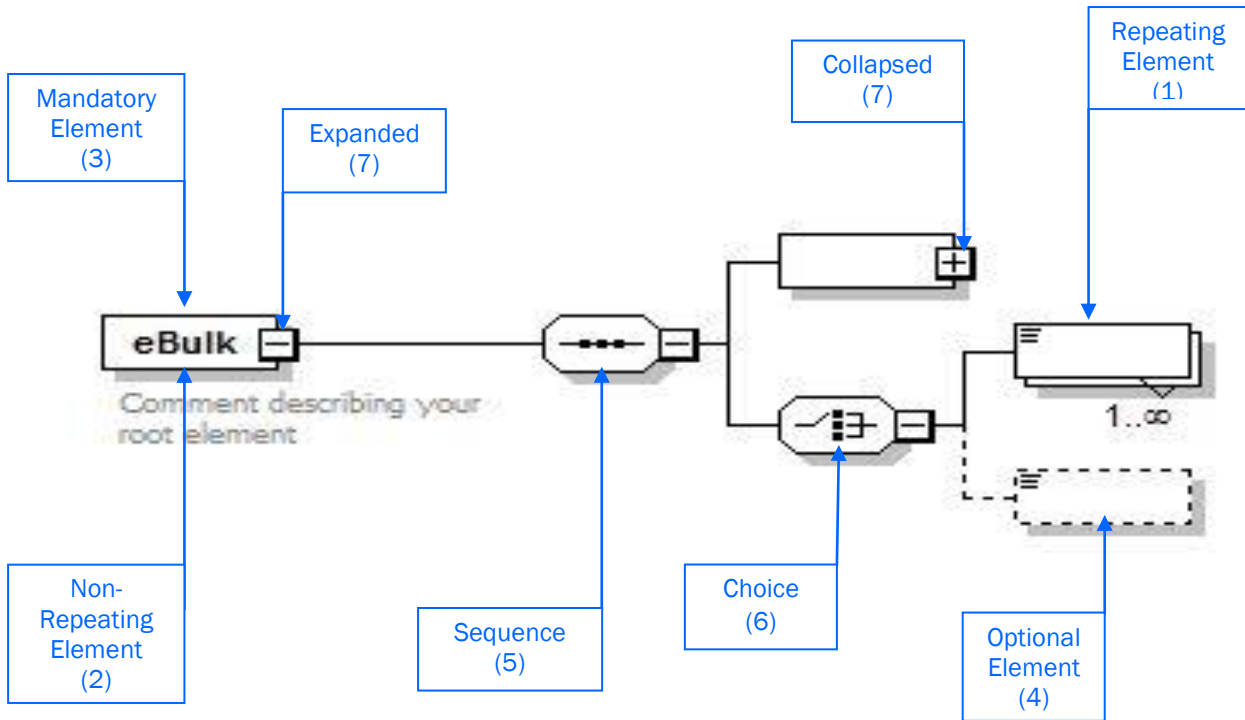 Repeating
Element
(1)
Collapsed
(7)
Mandatory
Element
(3)
Expanded
(7)
eBulk
Comment describing your
root element
1..∞
Non-
Repeating
Element
(2)
Sequence
(5)
Choice
(6)
Optional
Element
(4)